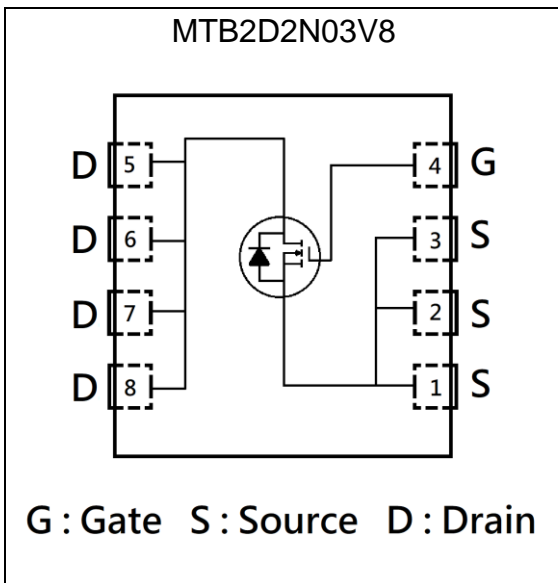 MTB2D2N03V8
D 5 4 G
D 6 3 S
D 7 2 S
D 8 1 S
G : Gate S : Source D : Drain